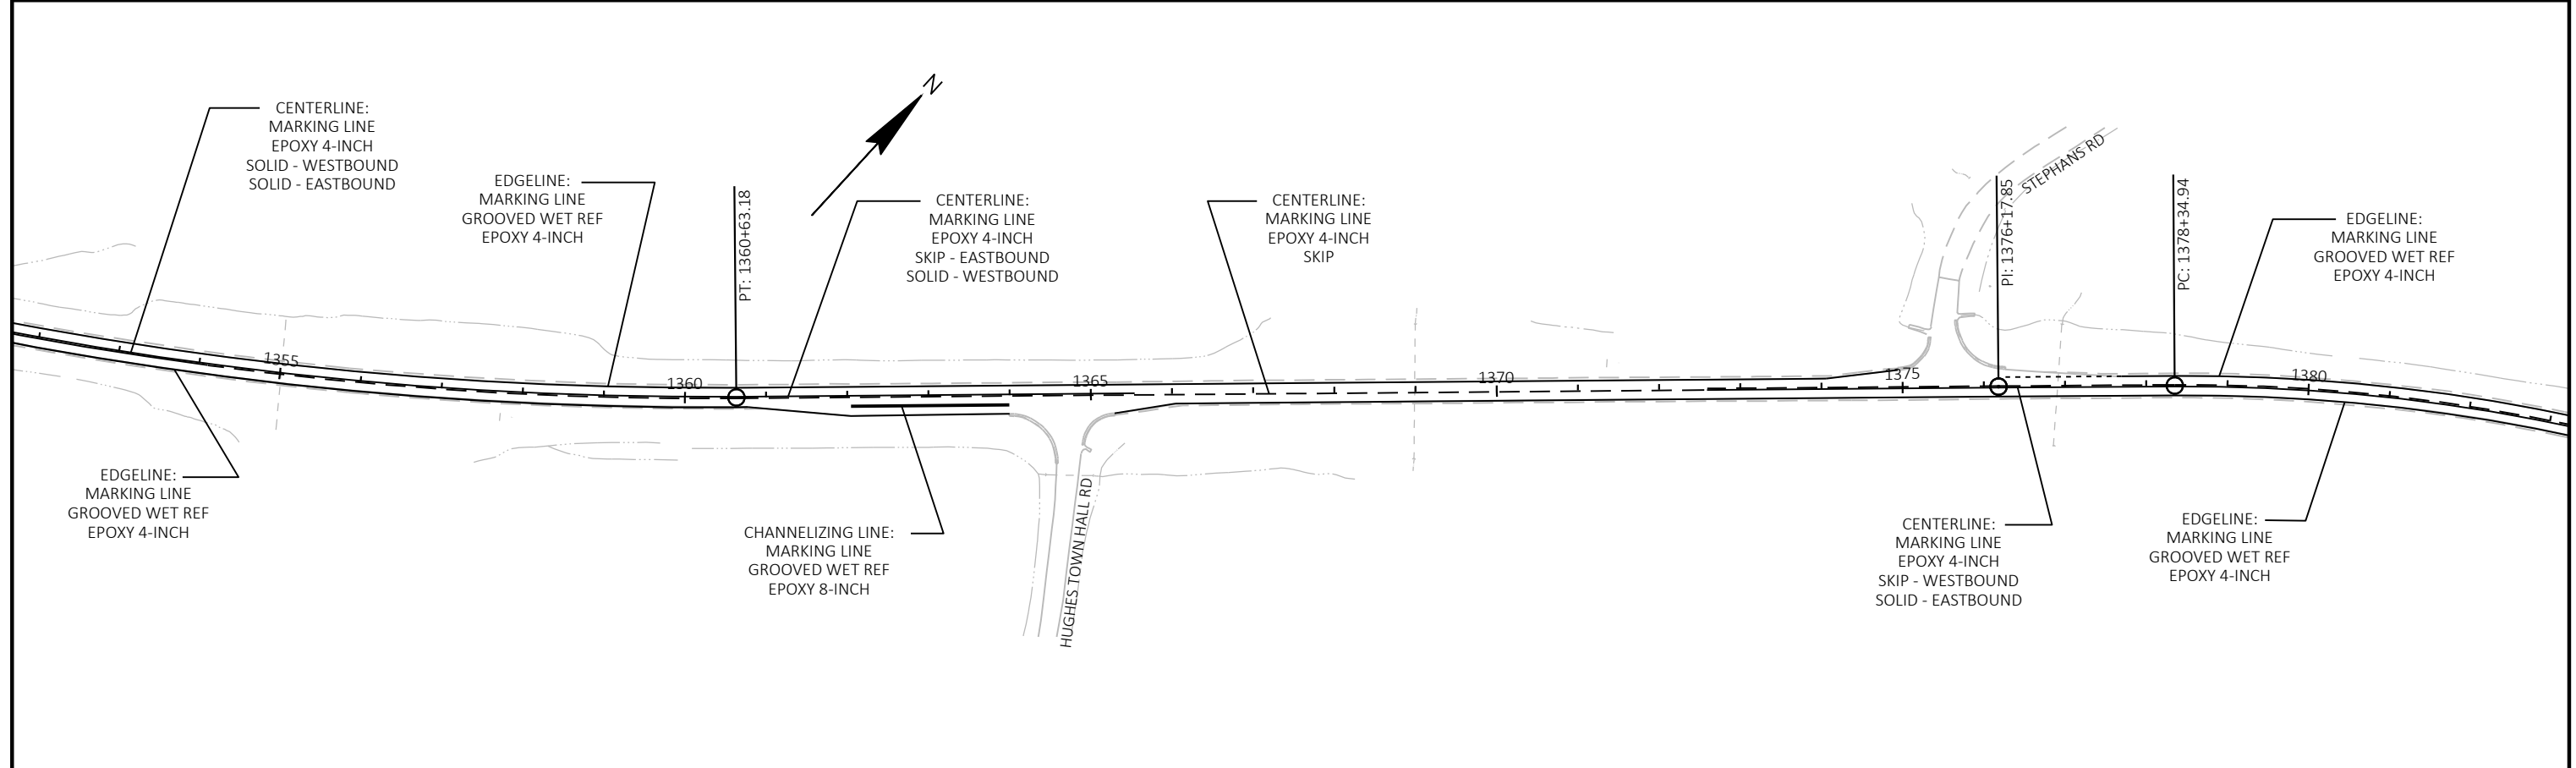 N
CENTERLINE:
MARKING LINE
EPOXY 4-INCH
SOLID - WESTBOUND
SOLID - EASTBOUND
EDGELINE:
MARKING LINE
GROOVED WET REF
EPOXY 4-INCH
PT: 1360+63.18
CENTERLINE:
MARKING LINE
EPOXY 4-INCH
SKIP - EASTBOUND
SOLID - WESTBOUND
CENTERLINE:
MARKING LINE
EPOXY 4-INCH
SKIP
STEPHANS RD
PI: 1376+17.85
PC: 1378+34.94
EDGELINE:
MARKING LINE
GROOVED WET REF
EPOXY 4-INCH
1355
1360
1365
1370
1375
1380
EDGELINE:
MARKING LINE
GROOVED WET REF
EPOXY 4-INCH
CHANNELIZING LINE:
MARKING LINE
GROOVED WET REF
EPOXY 8-INCH
HUGHES TOWN HALL RD
CENTERLINE:
MARKING LINE
EPOXY 4-INCH
SKIP - WESTBOUND
SOLID - EASTBOUND
EDGELINE:
MARKING LINE
GROOVED WET REF
EPOXY 4-INCH